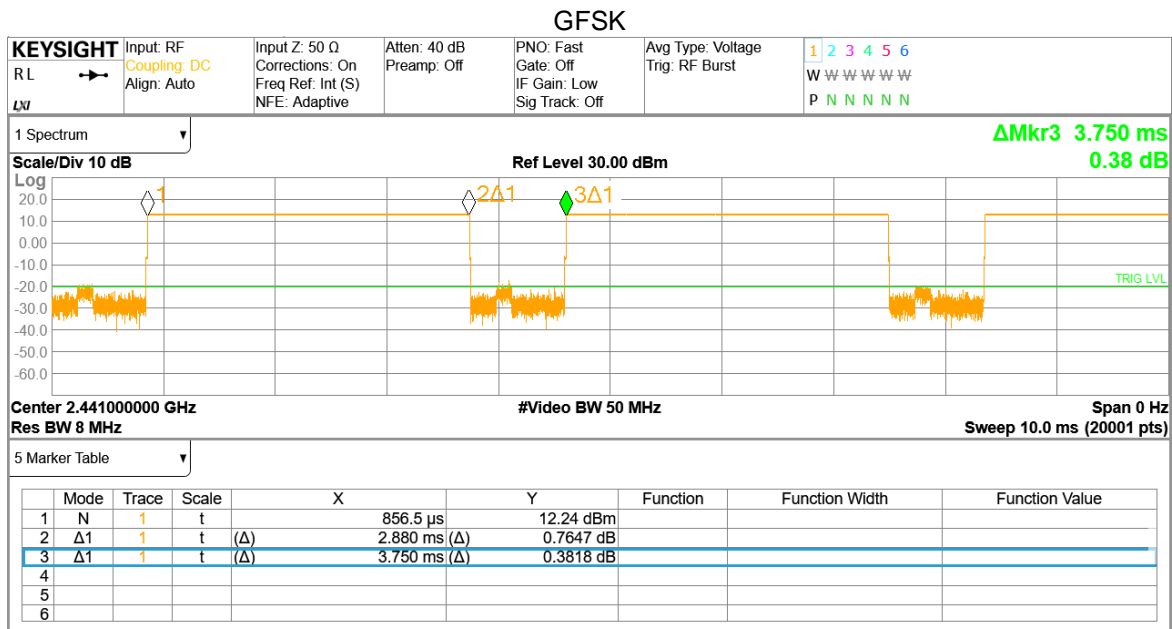 GFSK
KEYSIGHT Input: RF Input Z: 50 Ω Atten: 40 dB PNO: Fast Avg Type: Voltage 1 2 3 4 5 6
R L Coupling: DC Corrections: On Preamp: Off Gate: Off Trig: RF Burst W W W W W W
Align: Auto Freq Ref: Int (S) IF Gain: Low
LXI NFE: Adaptive Sig Track: Off P N N N N N
1 Spectrum ΔMkr3 3.750 ms
Scale/Div 10 dB Ref Level 30.00 dBm 0.38 dB
Log
1 2Δ1 3Δ1
20.0
10.0
0.00
-10.0
TRIG LVL
-20.0
-30.0
-40.0
-50.0
-60.0
Center 2.441000000 GHz #Video BW 50 MHz Span 0 Hz
Res BW 8 MHz Sweep 10.0 ms (20001 pts)
5 Marker Table
Mode Trace Scale X Y Function Function Width Function Value
1 N 1 t 856.5 µs 12.24 dBm
2 Δ1 1 t (Δ) 2.880 ms (Δ) 0.7647 dB
3 Δ1 1 t (Δ) 3.750 ms (Δ) 0.3818 dB
4
5
6